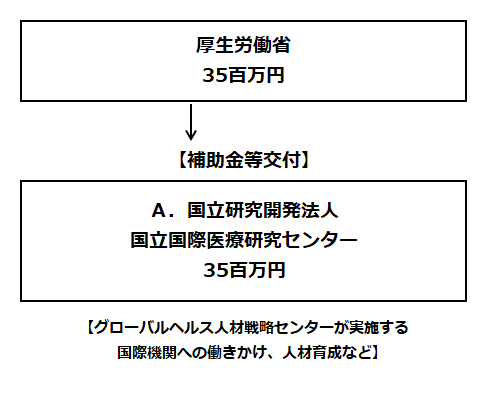 厚生労働省
35百万円
【補助金等交付】
A．国立研究開発法人
国立国際医療研究センター
35百万円
【グローバルヘルス人材戦略センターが実施する
国際機関への働きかけ、人材育成など】